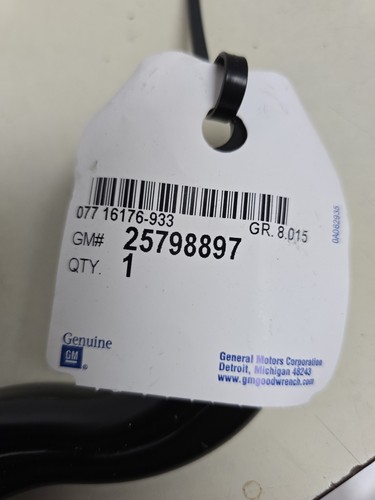 077 16176-933 GR. 8.015
GM# 25798897
QTY. 1
0A062935
Genuine
GM
®
General Motors Corporation
Detroit, Michigan 48243
www.gmgoodwrench.com